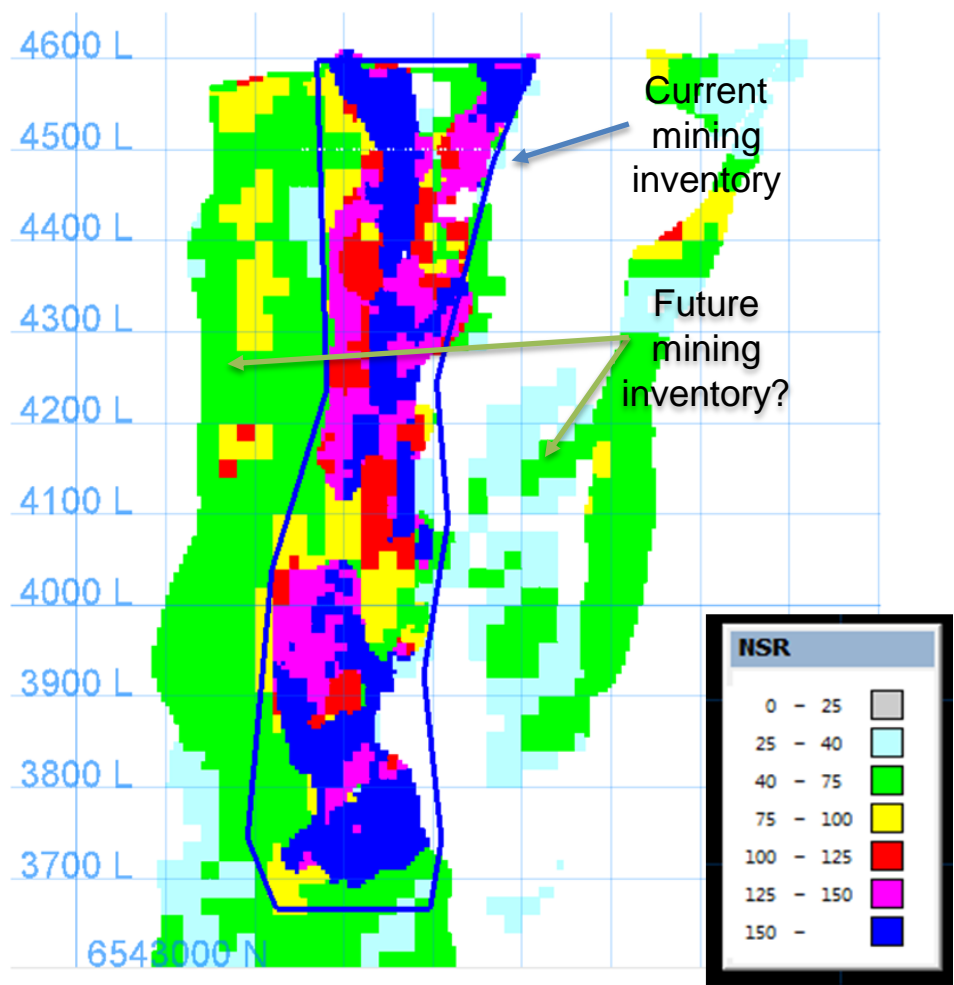 4600 L
Current
mining
inventory
4500 L
4400 L
Future
mining
inventory?
4300 L
4200 L
4100 L
4000 L
3900 L
3800 L
3700 L
6543000 N
NSR
0 - 25
25 - 40
40 - 75
75 - 100
100 - 125
125 - 150
150 -